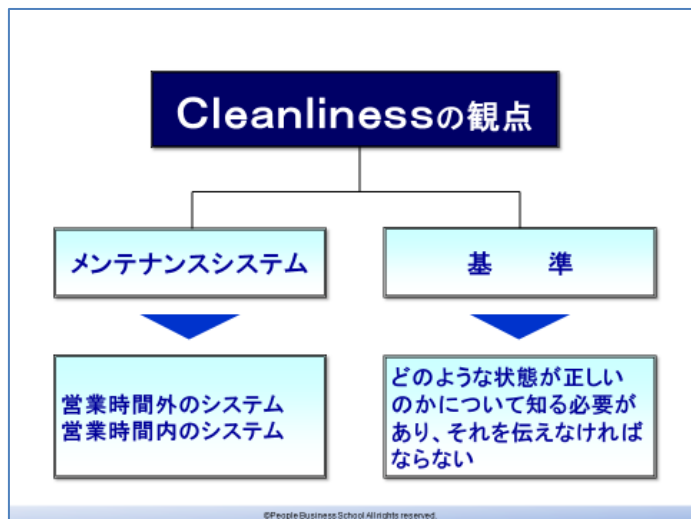 Cleanlinessの観点
メンテナンスシステム
基　準
営業時間外のシステム
営業時間内のシステム
どのような状態が正しい
のかについて知る必要が
あり、それを伝えなければ
ならない
©People Business School All rights reserved.